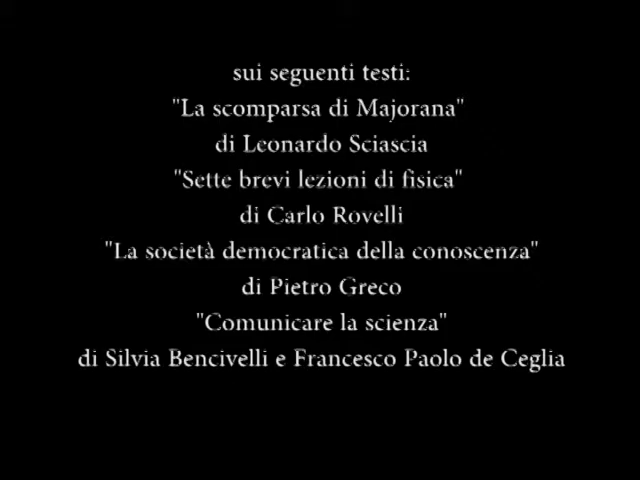 sui seguenti testi:
"La scomparsa di Majorana"
di Leonardo Sciascia
"Sette brevi lezioni di fisica"
di Carlo Rovelli
"La società democratica della conoscenza"
di Pietro Greco
"Comunicare la scienza"
di Silvia Bencivelli e Francesco Paolo de Ceglia